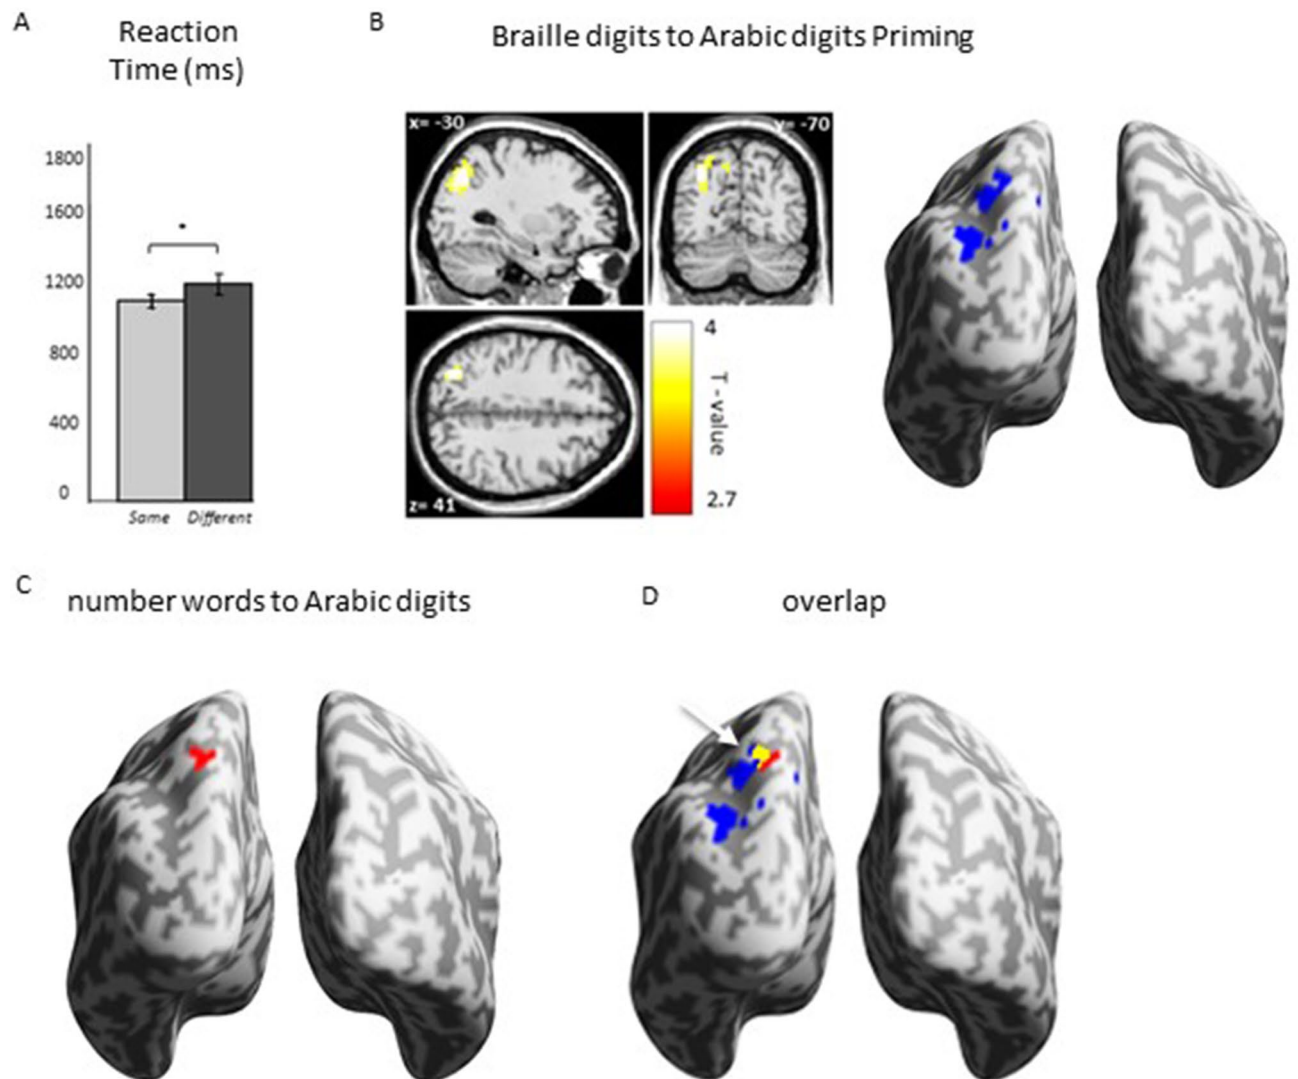 A
Reaction
Time (ms)
1800
1600
1200
800
400
0
*
Same Different
B
Braille digits to Arabic digits Priming
x= -30
y= -70
z= 41
4
T - value
2.7
C
number words to Arabic digits
D
overlap